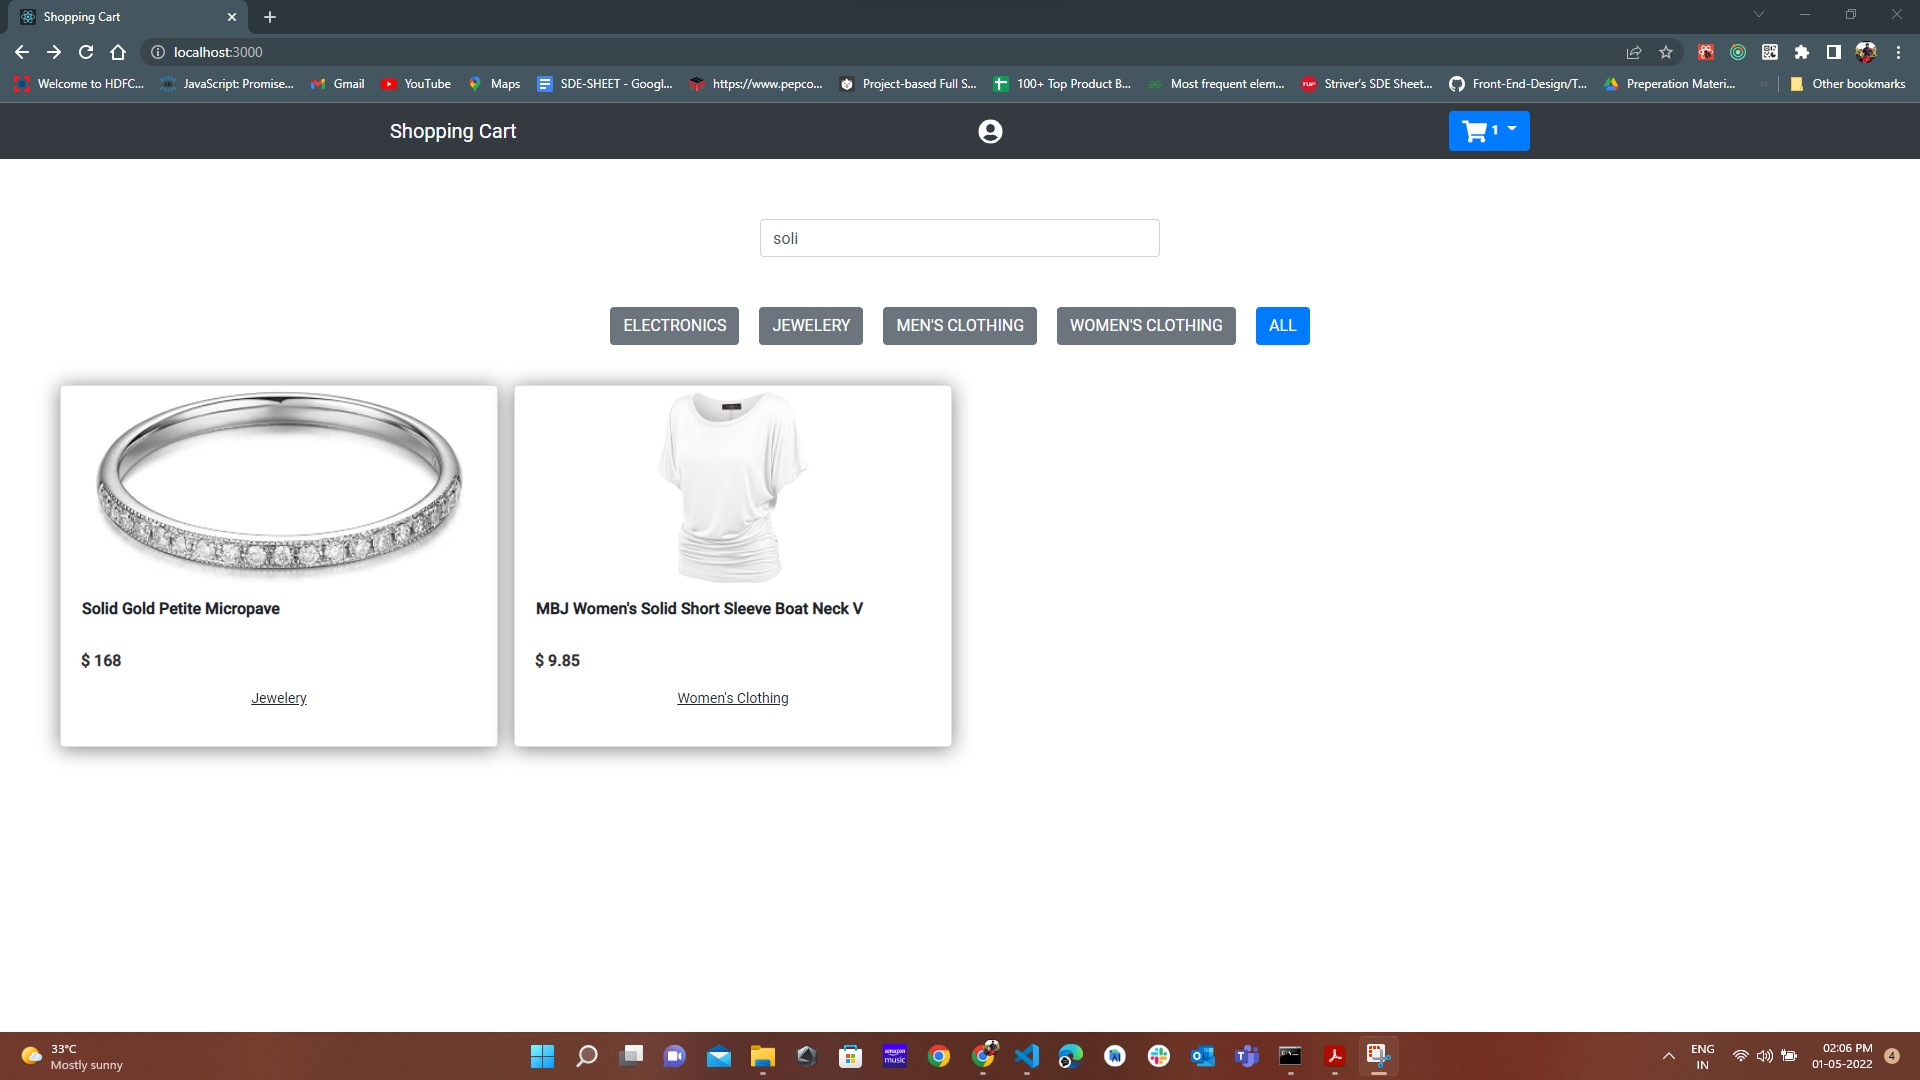 Shopping Cart
localhost:3000
Welcome to HDFC...
JavaScript: Promise...
Gmail
YouTube
Maps
SDE-SHEET - Googl...
https://www.pepco...
Project-based Full S...
100+ Top Product B...
Most frequent elem...
Striver's SDE Sheet...
Front-End-Design/T...
Preperation Materi...
Other bookmarks
Shopping Cart
1
soli
ELECTRONICS
JEWELERY
MEN'S CLOTHING
WOMEN'S CLOTHING
ALL
Solid Gold Petite Micropave
$ 168
Jewelery
MBJ Women's Solid Short Sleeve Boat Neck V
$ 9.85
Women's Clothing
33°C
Mostly sunny
amazon
music
ENG
IN
02:06 PM
01-05-2022
4